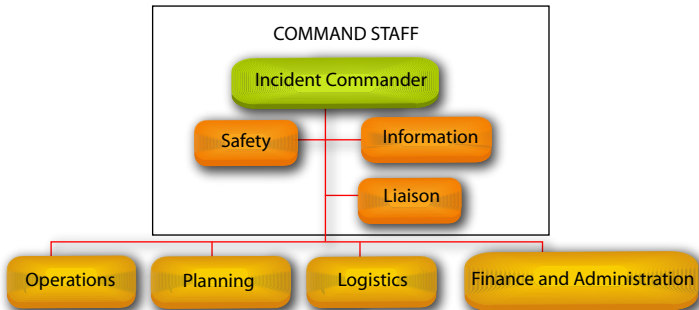 COMMAND STAFF
Incident Commander
Safety
Information
Liaison
Operations
Planning
Logistics
Finance and Administration